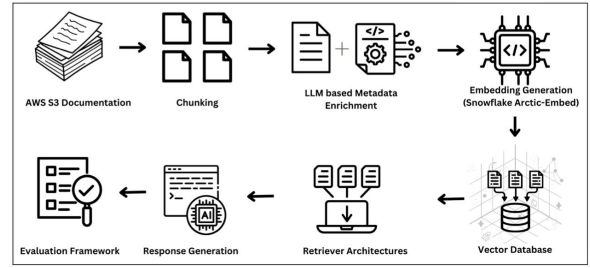 AWS S3 Documentation
Chunking
LLM based Metadata
Enrichment
Embedding Generation
(Snowflake Arctic-Embed)
Evaluation Framework
Response Generation
AI
Retriever Architectures
Vector Database